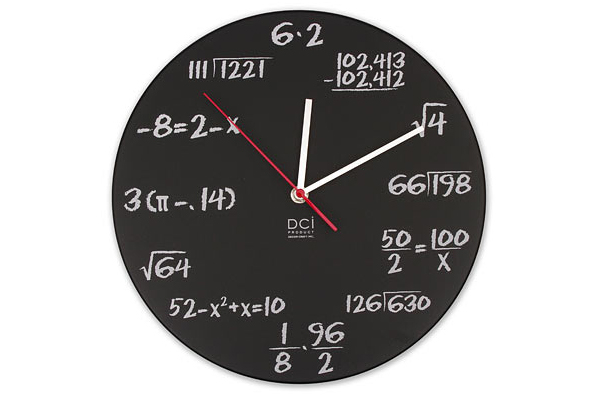 6·2
111⟌1221
102,413
-102,412
-8=2-x
√4
3(π-.14)
66⟌198
50/2=100/X
√64
52-x²+x=10
126⟌630
1/8·96/2
DCI
PRODUCT